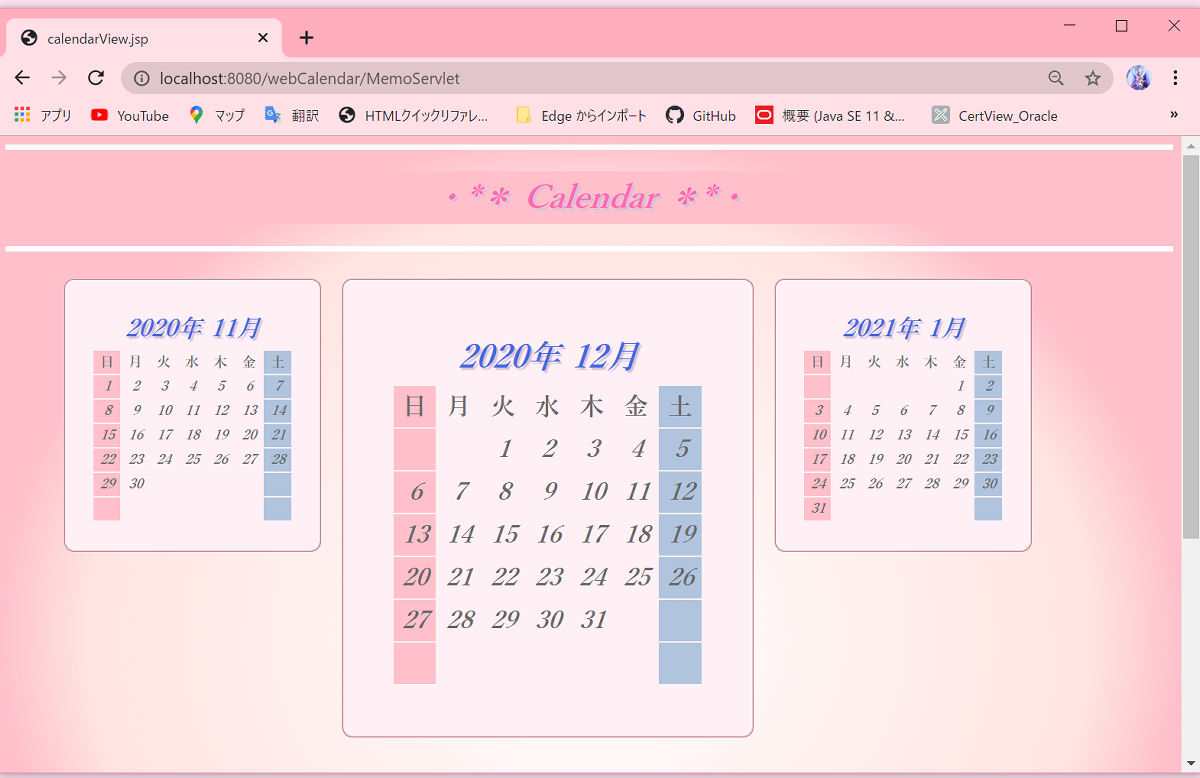 calendarView.jsp
localhost:8080/webCalendar/MemoServlet
アプリ YouTube マップ 翻訳 HTMLクイックリファレ... Edge からインポート GitHub 概要 (Java SE 11 &... CertView_Oracle »
・** Calendar **・
2020年 11月
日 月 火 水 木 金 土
1 2 3 4 5 6 7
8 9 10 11 12 13 14
15 16 17 18 19 20 21
22 23 24 25 26 27 28
29 30
2020年 12月
日 月 火 水 木 金 土
1 2 3 4 5
6 7 8 9 10 11 12
13 14 15 16 17 18 19
20 21 22 23 24 25 26
27 28 29 30 31
2021年 1月
日 月 火 水 木 金 土
1 2
3 4 5 6 7 8 9
10 11 12 13 14 15 16
17 18 19 20 21 22 23
24 25 26 27 28 29 30
31